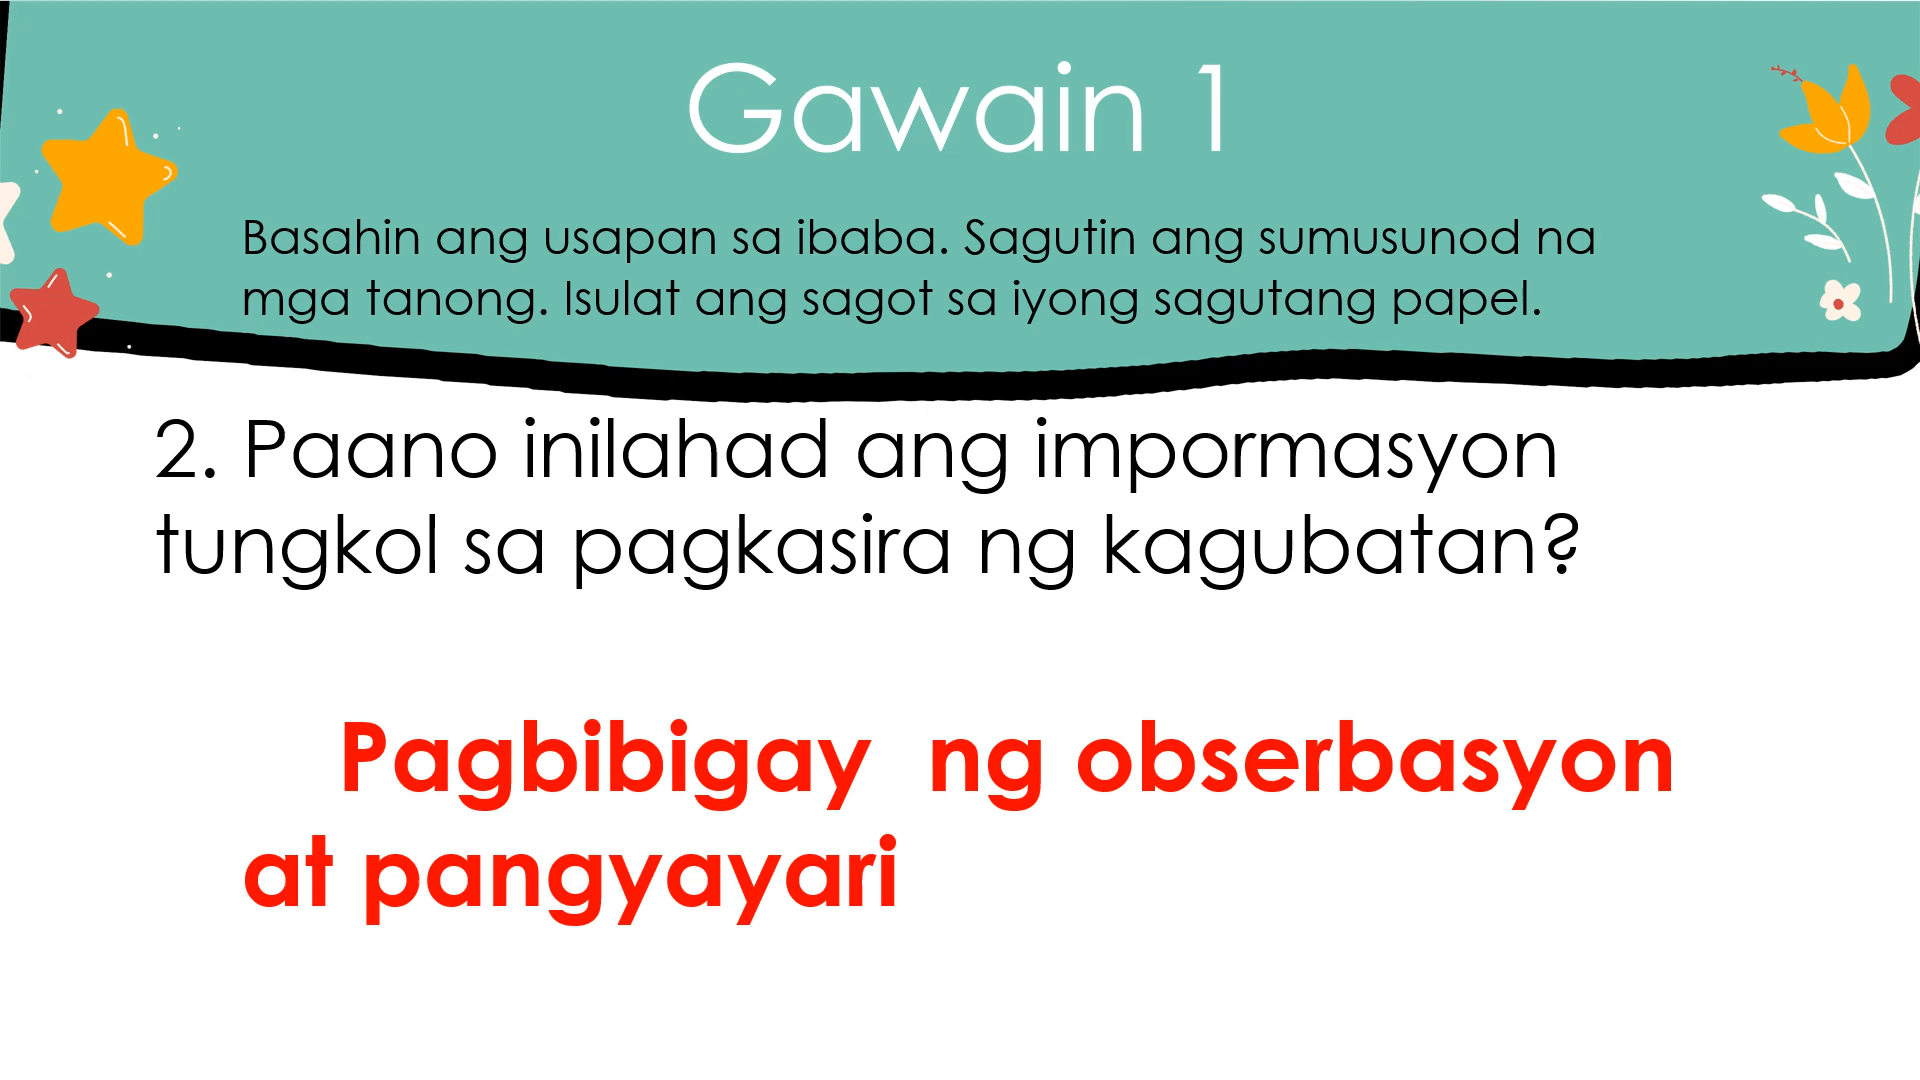 Gawain 1
Basahin ang usapan sa ibaba. Sagutin ang sumusunod na
mga tanong. Isulat ang sagot sa iyong sagutang papel.
2. Paano inilahad ang impormasyon
tungkol sa pagkasira ng kagubatan?
Pagbibigay ng obserbasyon
at pangyayari